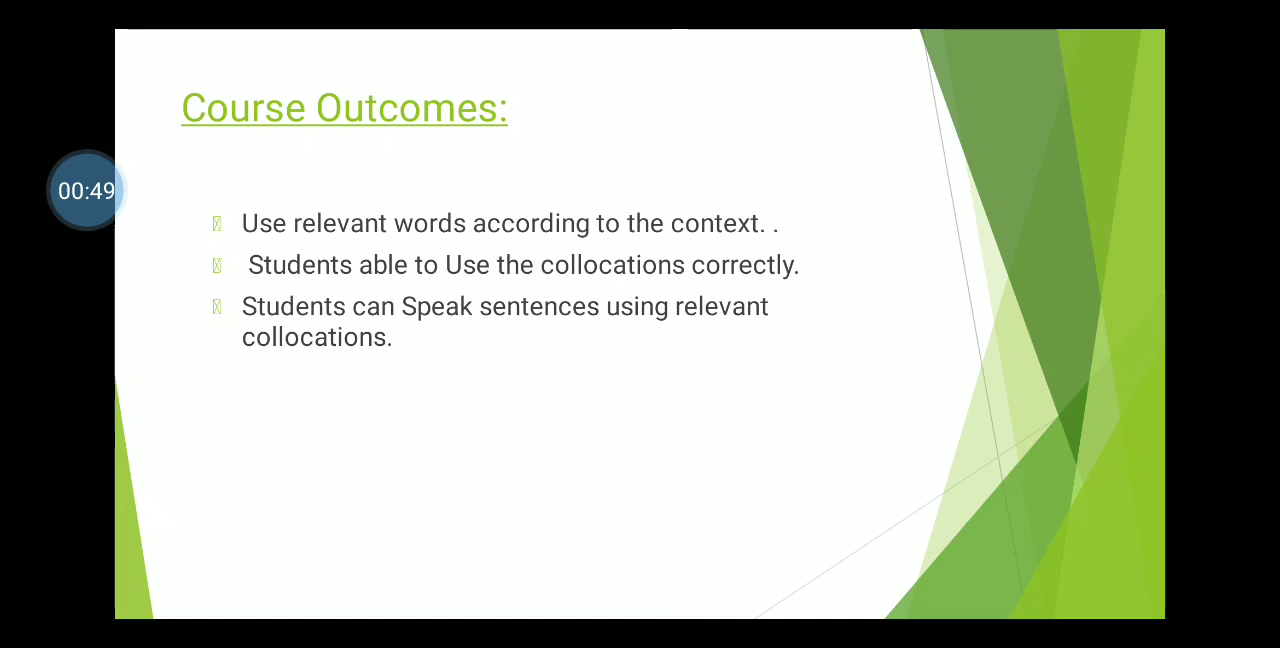 Course Outcomes:
00:49
Use relevant words according to the context. .
Students able to Use the collocations correctly.
Students can Speak sentences using relevant
collocations.